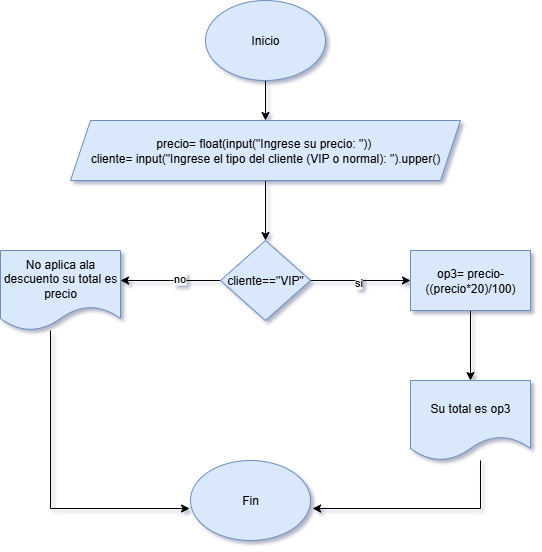 Inicio
precio= float(input("Ingrese su precio: "))
cliente= input("Ingrese el tipo del cliente (VIP o normal): ").upper()
No aplica ala
descuento su total es
precio
no
cliente=="VIP"
si
op3= precio-
((precio*20)/100)
Su total es op3
Fin